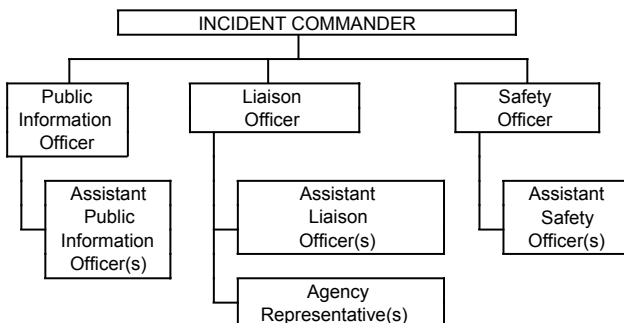 INCIDENT COMMANDER
Public
Information
Officer
Liaison
Officer
Safety
Officer
Assistant
Public
Information
Officer(s)
Assistant
Liaison
Officer(s)
Assistant
Safety
Officer(s)
Agency
Representative(s)